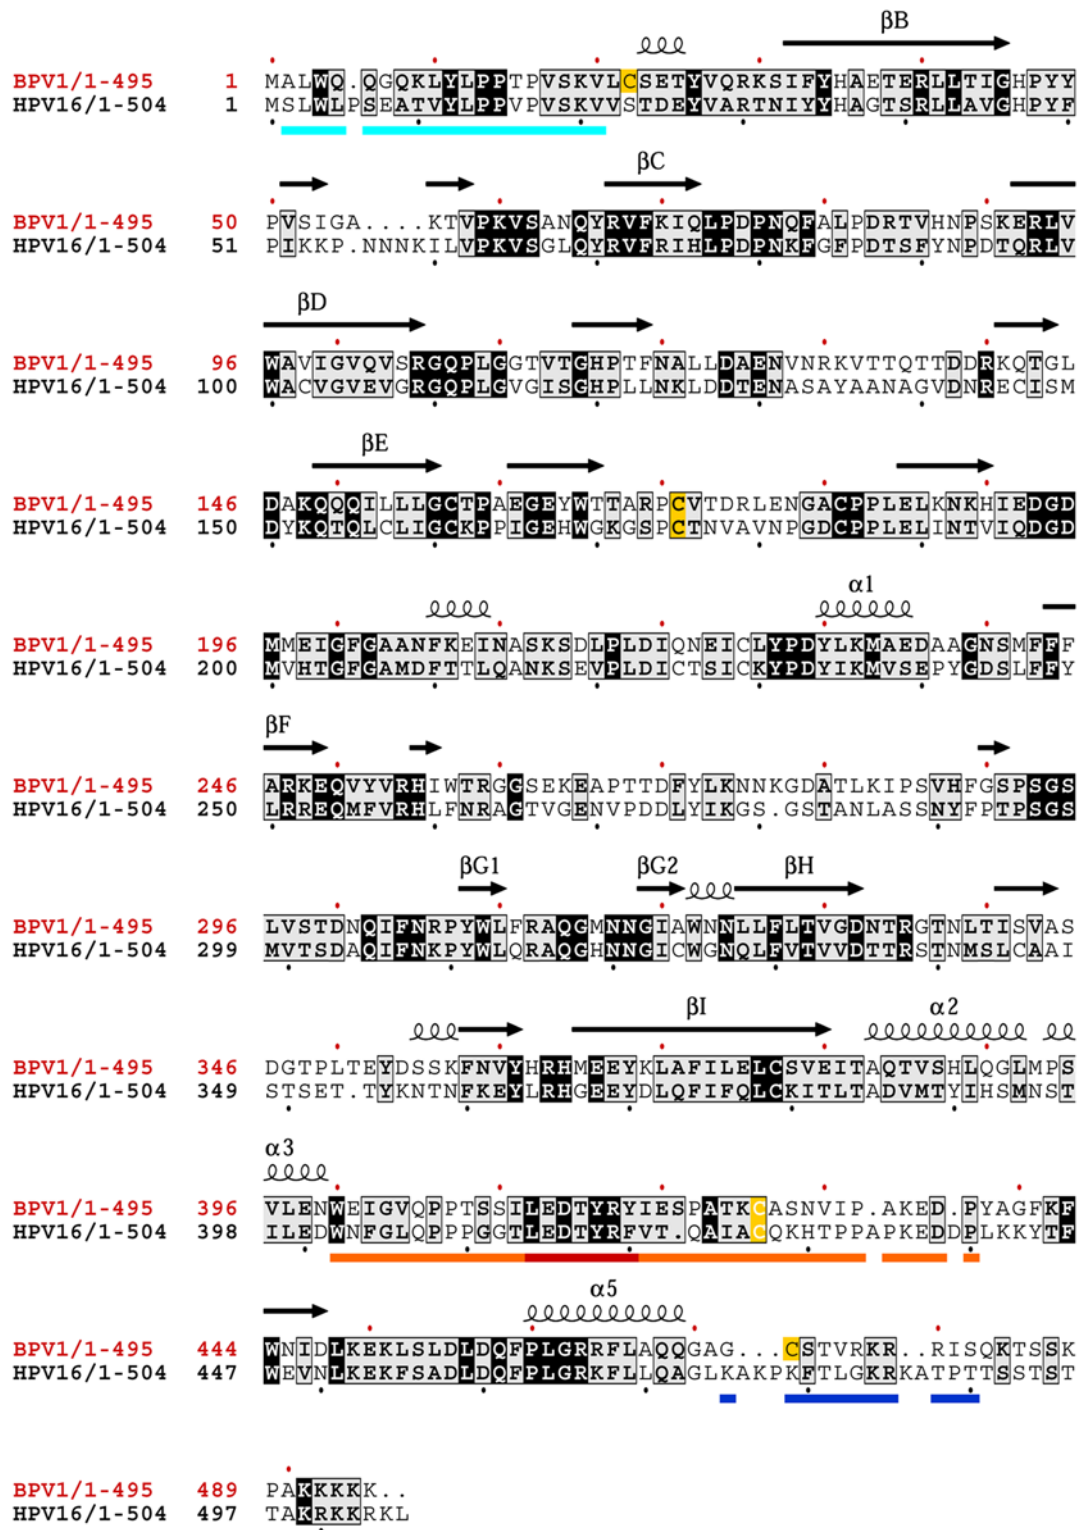 βB
BPV1/1-495 1 MALWQ.QGQKLYLPPTPVSKVLCSETYVQRKSIFYHAETERLLTIGHPYY
HPV16/1-504 1 MSLWLPSEATVYLPPVPVSKVVSTDEYVARTNIYYHAGTSRLLAVGHPYF
βC
BPV1/1-495 50 PVSIGA....KTVPKVSANQYRVFKIQLPDPNQFALPDRTVHNPSKERLV
HPV16/1-504 51 PIKKP.NNNKILVPKVSGLQYRVFRIHLPDPNKFGFPDTSFYNPDTQRLV
βD
BPV1/1-495 96 WAVIGVQVSRGQPLGGTVTGHPTFNALLDAENVNRKVTTQTTDDRKQTGL
HPV16/1-504 100 WACVGVEVGRGQPLGVGISGHPLLNKLDDTENASAYAANAGVDNRECISM
βE
BPV1/1-495 146 DAKQQQILLLGCTPAEGEYWTTARPCVTDRLENGACPPLELKNKHIEDGD
HPV16/1-504 150 DYKQTQLCLIGCKPPIGEHWGKGSPCTNVAVNPGDCPPLELINTVIQDGD
α1
BPV1/1-495 196 MMEIGFGAANFKEINASKSDLPLDIQNEICLYPDYLKMAEDAAGNSMFFF
HPV16/1-504 200 MVHTGFGAMDFTTLQANKSEVPLDICTSICKYPDYIKMVSEPYGDSLFFY
βF
BPV1/1-495 246 ARKEQVYVRHIWTRGGSEKEAPTTDFYLKNNKGDATLKIPSVHFGSPSGS
HPV16/1-504 250 LRREQMFVRHLFNRAGTVGENVPDDLYIKGS.GSTANLASSNYFPTPSGS
βG1 βG2 βH
BPV1/1-495 296 LVSTDNQIFNRPYWLFRAQGMNNGIAWNNLLFLTVGDNTRGTNLTISVAS
HPV16/1-504 299 MVTSDAQIFNKPYWLQRAQGHNNGICWGNQLFVTVVDTTRSTNMSLCAAI
βI α2
BPV1/1-495 346 DGTPLTEYDSSKFNVYHRHMEEYKLAFILELCSVEITAQTVSHLQGLMPS
HPV16/1-504 349 STSET.TYKNTNFKEYLRHGEEYDLQFIFQLCKITLTADVMTYIHSMNST
α3
BPV1/1-495 396 VLENWEIGVQPPTSSILEDTYRYIESPATKCASNVIP.AKED.PYAGFKF
HPV16/1-504 398 ILEDWNFGLQPPPGGTLEDTYRFVT.QAIACQKHTPPAPKEDDPLKKYTF
α5
BPV1/1-495 444 WNIDLKEKLSLDLDQFPLGRRFLAQQGAG...CSTVRKR..RISQKTSSK
HPV16/1-504 447 WEVNLKEKFSADLDQFPLGRKFLLQAGLKAKPKFTLGKRKATPTTSSTST
BPV1/1-495 489 PAKKKKK..
HPV16/1-504 497 TAKRKKRKL